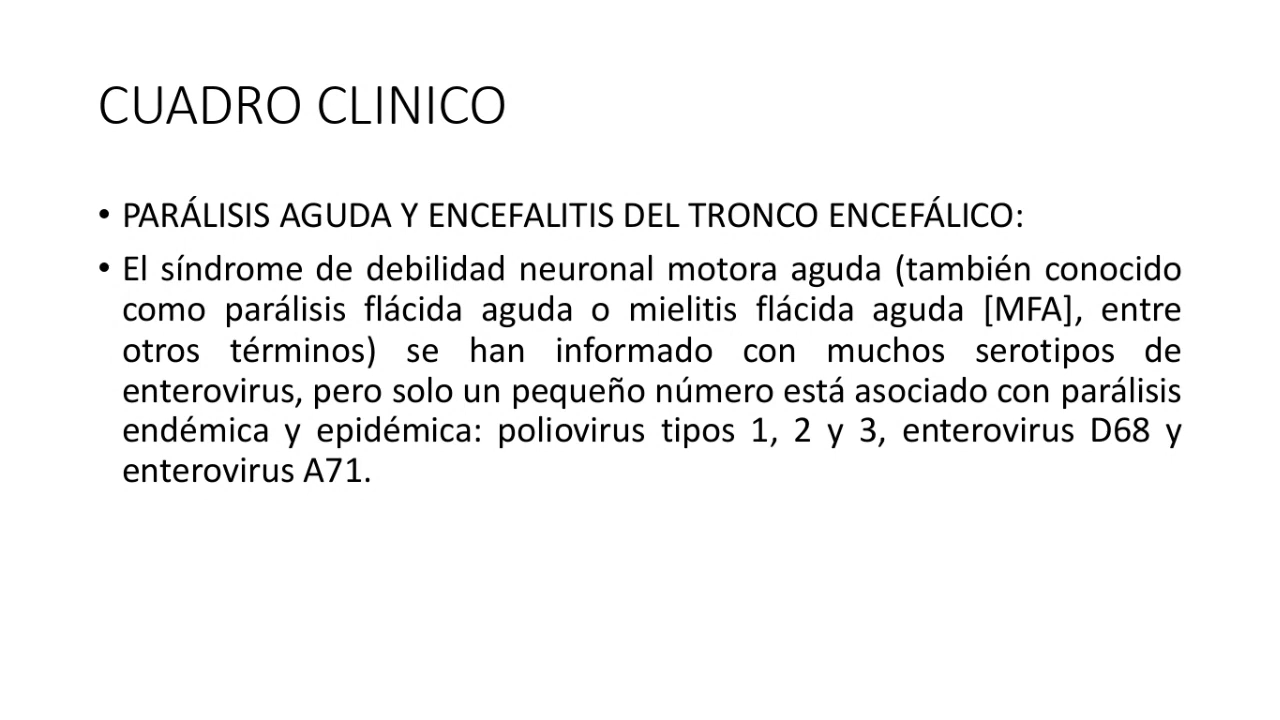 CUADRO CLINICO
• PARÁLISIS AGUDA Y ENCEFALITIS DEL TRONCO ENCEFÁLICO:
• El síndrome de debilidad neuronal motora aguda (también conocido
como parálisis flácida aguda o mielitis flácida aguda [MFA], entre
otros términos) se han informado con muchos serotipos de
enterovirus, pero solo un pequeño número está asociado con parálisis
endémica y epidémica: poliovirus tipos 1, 2 y 3, enterovirus D68 y
enterovirus A71.